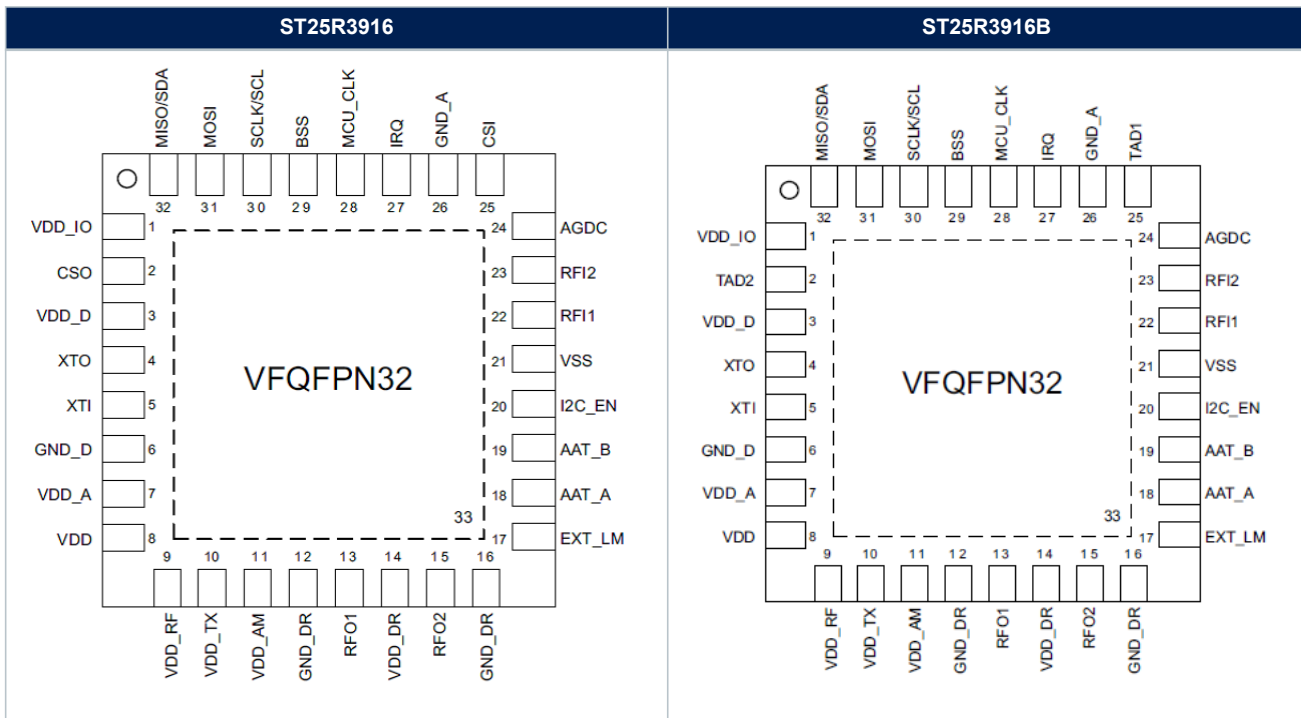 ST25R3916
MISO/SDA
MOSI
SCLK/SCL
BSS
MCU_CLK
IRQ
GND_A
CSI
32 31 30 29 28 27 26 25
VDD_IO 1
CSO 2
VDD_D 3
XTO 4
XTI 5
GND_D 6
VDD_A 7
VDD 8
VFQFPN32
24 AGDC
23 RFI2
22 RFI1
21 VSS
20 I2C_EN
19 AAT_B
18 AAT_A
17 EXT_LM
33
9 10 11 12 13 14 15 16
VDD_RF
VDD_TX
VDD_AM
GND_DR
RFO1
VDD_DR
RFO2
GND_DR
ST25R3916B
MISO/SDA
MOSI
SCLK/SCL
BSS
MCU_CLK
IRQ
GND_A
TAD1
32 31 30 29 28 27 26 25
VDD_IO 1
TAD2 2
VDD_D 3
XTO 4
XTI 5
GND_D 6
VDD_A 7
VDD 8
VFQFPN32
24 AGDC
23 RFI2
22 RFI1
21 VSS
20 I2C_EN
19 AAT_B
18 AAT_A
17 EXT_LM
33
9 10 11 12 13 14 15 16
VDD_RF
VDD_TX
VDD_AM
GND_DR
RFO1
VDD_DR
RFO2
GND_DR